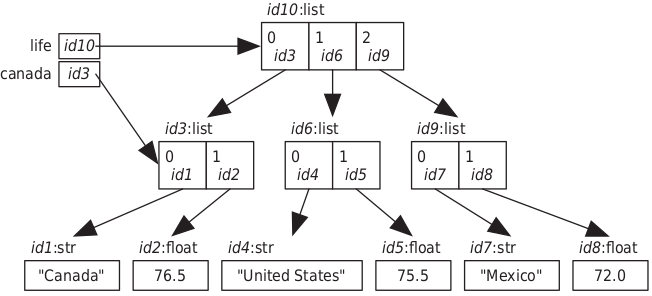 id10:list
life id10 0 1 2
id3 id6 id9
canada id3
id3:list id6:list id9:list
0 1 0 1 0 1
id1 id2 id4 id5 id7 id8
id1:str id2:float id4:str id5:float id7:str id8:float
"Canada" 76.5 "United States" 75.5 "Mexico" 72.0